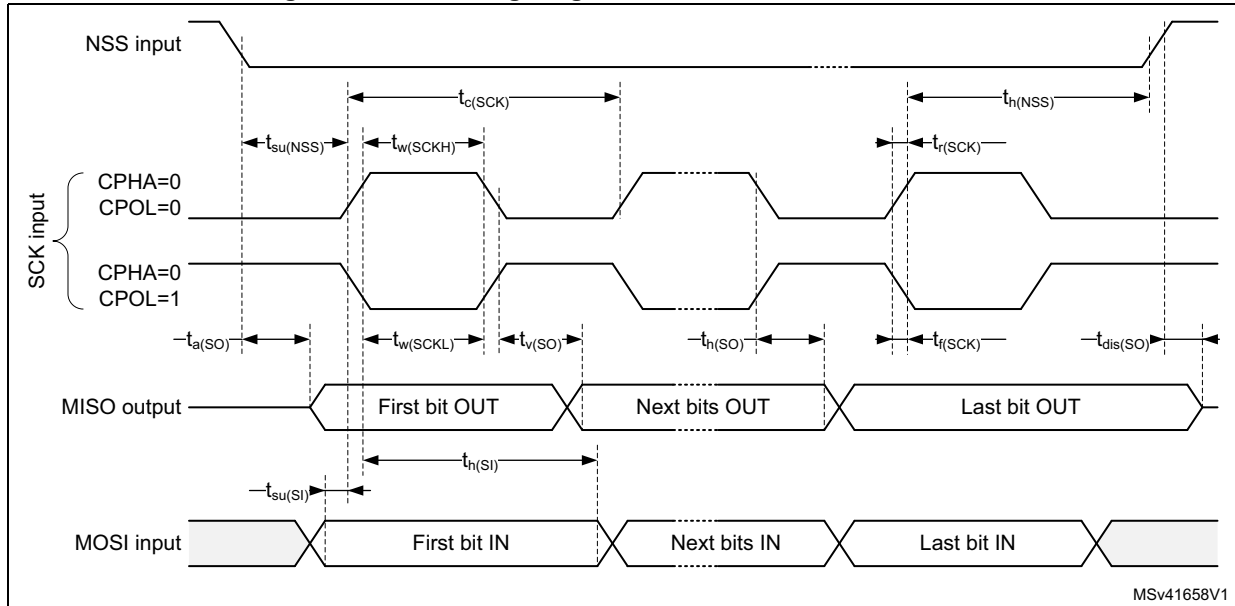 NSS input
tc(SCK)
th(NSS)
tsu(NSS)
tw(SCKH)
tr(SCK)
SCK input
CPHA=0
CPOL=0
CPHA=0
CPOL=1
ta(SO)
tw(SCKL)
tv(SO)
th(SO)
tf(SCK)
tdis(SO)
MISO output
First bit OUT
Next bits OUT
Last bit OUT
th(SI)
tsu(SI)
MOSI input
First bit IN
Next bits IN
Last bit IN
MSv41658V1